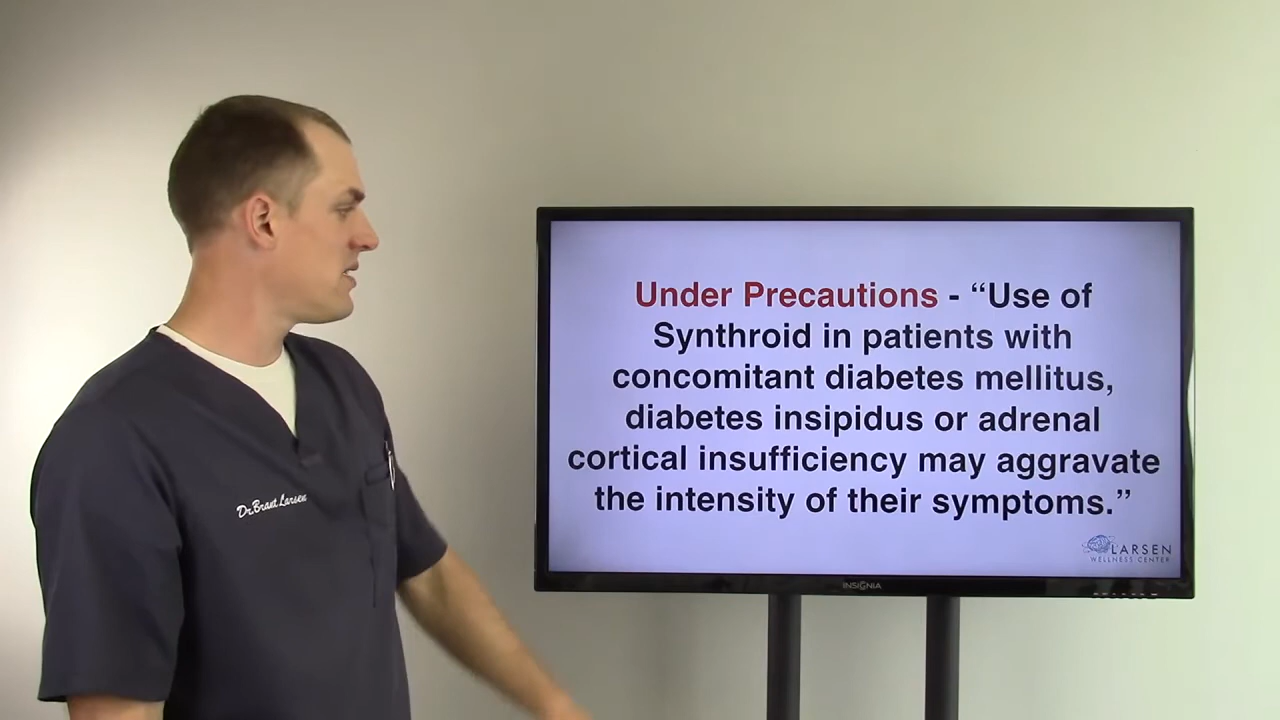 Dr.Brant Larsen
Under Precautions - “Use of
Synthroid in patients with
concomitant diabetes mellitus,
diabetes insipidus or adrenal
cortical insufficiency may aggravate
the intensity of their symptoms.”
LARSEN
WELLNESS CENTER
INSIGNIA